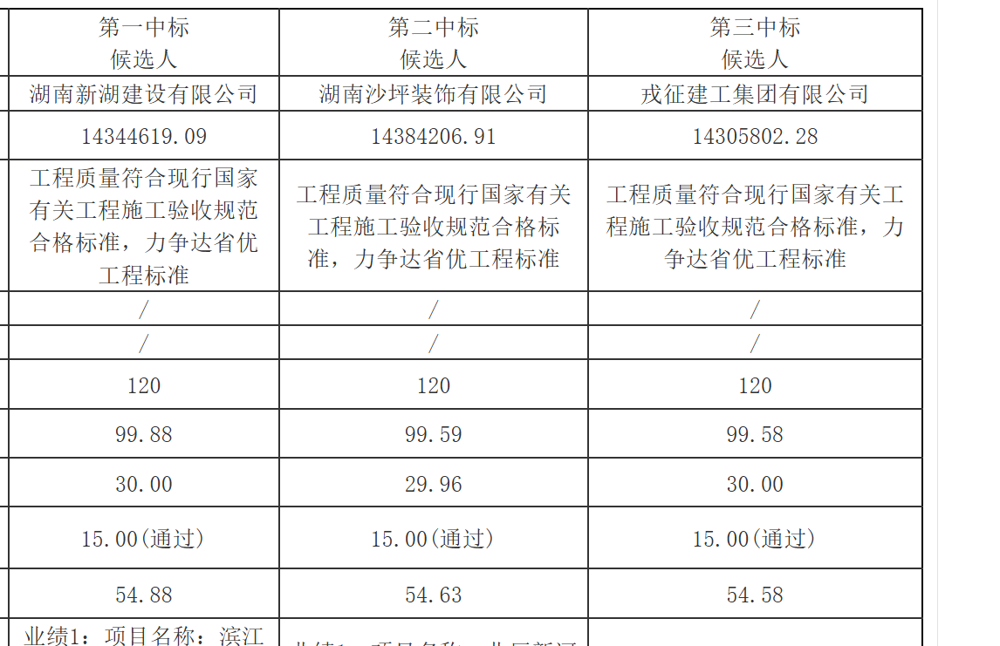 第一中标
候选人
第二中标
候选人
第三中标
候选人
湖南新湖建设有限公司
湖南沙坪装饰有限公司
戎征建工集团有限公司
14344619.09
14384206.91
14305802.28
工程质量符合现行国家
有关工程施工验收规范
合格标准，力争达省优
工程标准
工程质量符合现行国家有关
工程施工验收规范合格标
准，力争达省优工程标准
工程质量符合现行国家有关工
程施工验收规范合格标准，力
争达省优工程标准
/
/
/
/
/
/
120
120
120
99.88
99.59
99.58
30.00
29.96
30.00
15.00(通过)
15.00(通过)
15.00(通过)
54.88
54.63
54.58
业绩1：项目名称：滨江